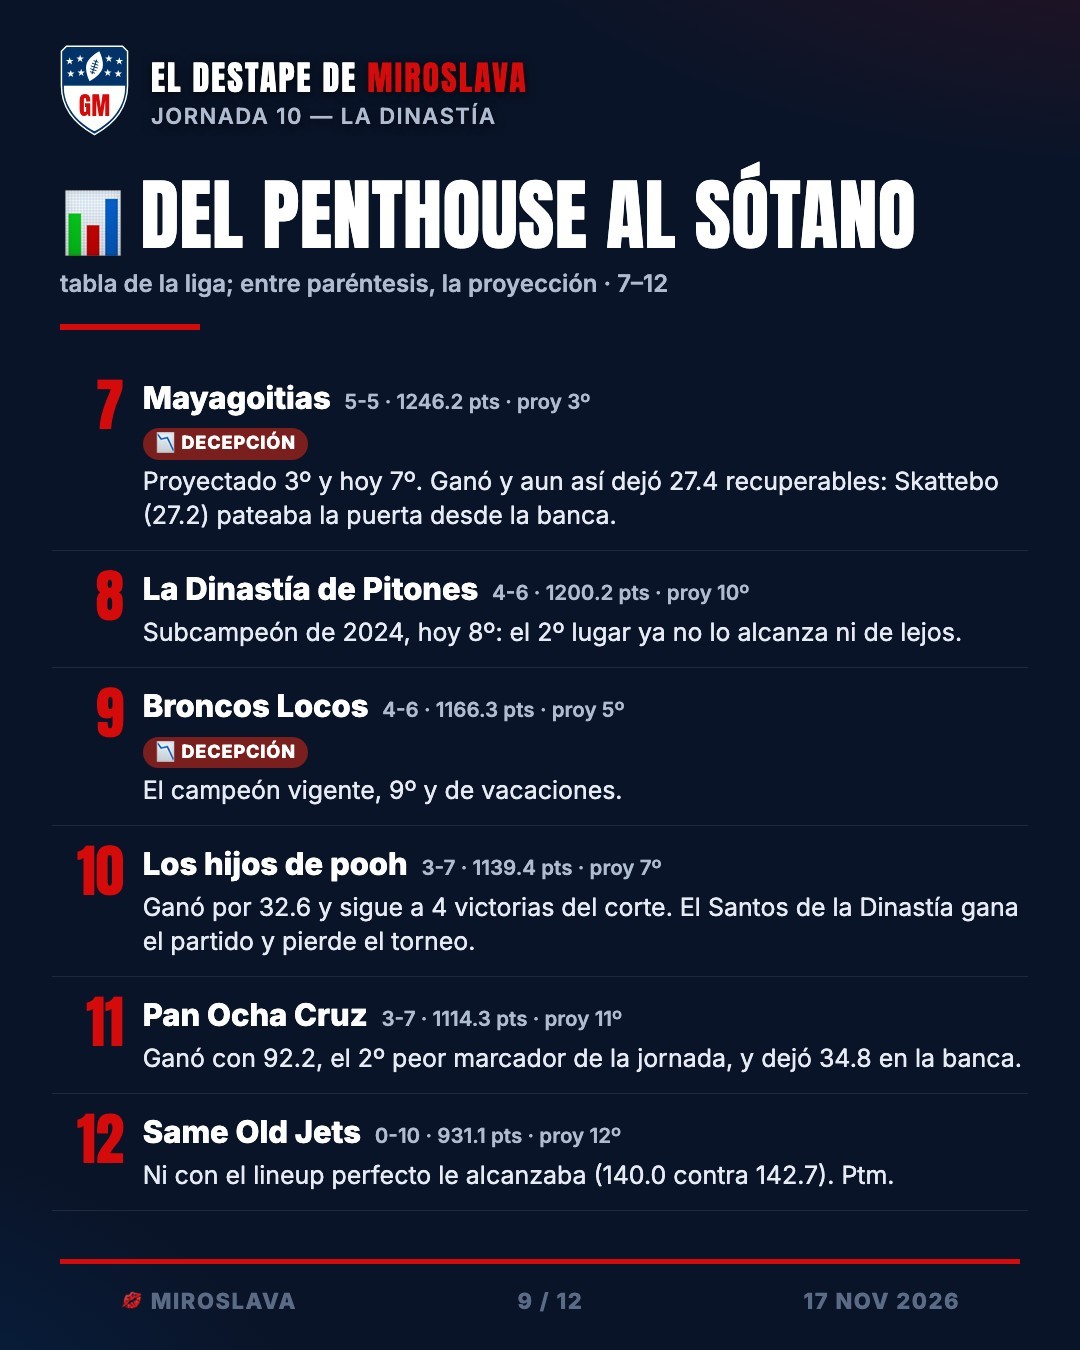 GM
EL DESTAPE DE MIROSLAVA
JORNADA 10 — LA DINASTÍA
📊 DEL PENTHOUSE AL SÓTANO
tabla de la liga; entre paréntesis, la proyección · 7–12
7 Mayagoitias 5-5 · 1246.2 pts · proy 3º
📉 DECEPCIÓN
Proyectado 3º y hoy 7º. Ganó y aun así dejó 27.4 recuperables: Skattebo
(27.2) pateaba la puerta desde la banca.
8 La Dinastía de Pitones 4-6 · 1200.2 pts · proy 10º
Subcampeón de 2024, hoy 8º: el 2º lugar ya no lo alcanza ni de lejos.
9 Broncos Locos 4-6 · 1166.3 pts · proy 5º
📉 DECEPCIÓN
El campeón vigente, 9º y de vacaciones.
10 Los hijos de pooh 3-7 · 1139.4 pts · proy 7º
Ganó por 32.6 y sigue a 4 victorias del corte. El Santos de la Dinastía gana
el partido y pierde el torneo.
11 Pan Ocha Cruz 3-7 · 1114.3 pts · proy 11º
Ganó con 92.2, el 2º peor marcador de la jornada, y dejó 34.8 en la banca.
12 Same Old Jets 0-10 · 931.1 pts · proy 12º
Ni con el lineup perfecto le alcanzaba (140.0 contra 142.7). Ptm.
💋 MIROSLAVA 9 / 12 17 NOV 2026